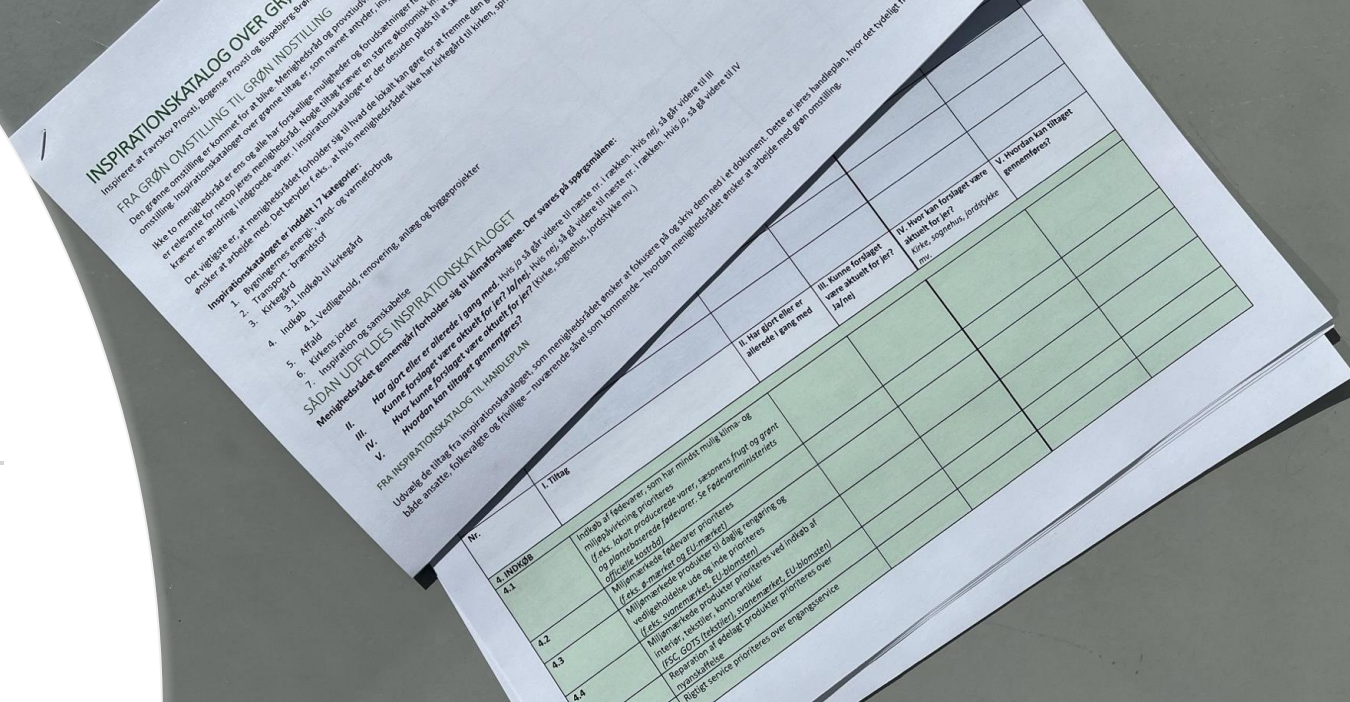 INSPIRATIONSKATALOG OVER GR
Inspireret at Favrskov Provsti, Bogense Provsti og Bispebjerg-Brøn
FRA GRØN OMSTILLING TIL GRØN INDSTILLING
Den grønne omstilling er kommet for at blive. Menighedsråd og provstiudv
omstilling. Inspirationskataloget over grønne tiltag er, som navnet antyder, ins
Ikke to menighedsråd er ens og alle har forskellige muligheder og forudsætninger f
er relevante for netop jeres menighedsråd. Nogle tiltag kræver en større økonomisk in
kræver en ændring i indgroede vaner. I inspirationskataloget er der desuden plads til at sk
ønsker at arbejde med.
Det vigtigste er, at menighedsrådet forholder sig til hvad de lokalt kan gøre for at fremme den g
Det betyder f.eks., at hvis menighedsrådet ikke har kirkegård til kirken, spri
Inspirationskataloget er inddelt i 7 kategorier:
1. Bygningernes energi-, vand- og varmeforbrug
2. Transport - brændstof
3. Kirkegård
3.1. Indkøb til kirkegård
4. Indkøb
4.1. Vedligehold, renovering, anlæg og byggeprojekter
5. Affald og samskabelse
6. Kirkens jorder
7. Inspiration og samskabelse
SÅDAN UDFYLDES INSPIRATIONSKATALOGET
Menighedsrådet gennemgår/forholder sig til klimaforslagene. Der svares på spørgsmålene:
II. Har gjort eller er allerede i gang med. Hvis ja så går videre til næste nr. i rækken. Hvis nej, så går videre til III
III. Kunne forslaget være aktuelt for jer? Ja/nej. Hvis nej, så gå videre til næste nr. i rækken. Hvis ja, så gå videre til IV
IV. Hvor kunne forslaget være aktuelt for jer? (Kirke, sognehus, jordstykke mv.)
V. Hvordan kan tiltaget gennemføres?
FRA INSPIRATIONSKATALOG TIL HANDLEPLAN
Udvælg de tiltag fra inspirationskataloget, som menighedsrådet ønsker at fokusere på og skriv dem ned i et dokument. Dette er jeres handleplan, hvor det tydeligt
både ansatte, folkevalgte og frivillige – nuværende såvel som kommende – hvordan menighedsrådet ønsker at arbejde med grøn omstilling.
Nr.
I. Tiltag
II. Har gjort eller er
allerede i gang med
III. Kunne forslaget
være aktuelt for jer?
Ja/nej
IV. Hvor kan forslaget være
aktuelt for jer?
Kirke, sognehus, jordstykke
mv.
V. Hvordan kan tiltaget
gennemføres?
4. INDKØB
4.1
Indkøb af fødevarer, som har mindst mulig klima- og
miljøpåvirkning prioriteres
(f.eks. lokalt producerede varer, sæsonens frugt og grønt
og plantebaserede fødevarer. Se Fødevareministeriets
officielle kostråd)
4.2
Miljømærkede fødevarer prioriteres
(f.eks. ø-mærket og EU-mærket)
4.3
Miljømærkede produkter til daglig rengøring og
vedligeholdelse ude og inde prioriteres
(f.eks. svanemærket, EU-blomsten)
4.4
Miljømærkede produkter prioriteres ved indkøb af
interiør, tekstiler, kontorartikler
(FSC, GOTS (tekstiler), svanemærket, EU-blomsten)
Reparation af ødelagt produkter prioriteres over
nyanskaffelse
Rigtigt service prioriteres over engangsservice